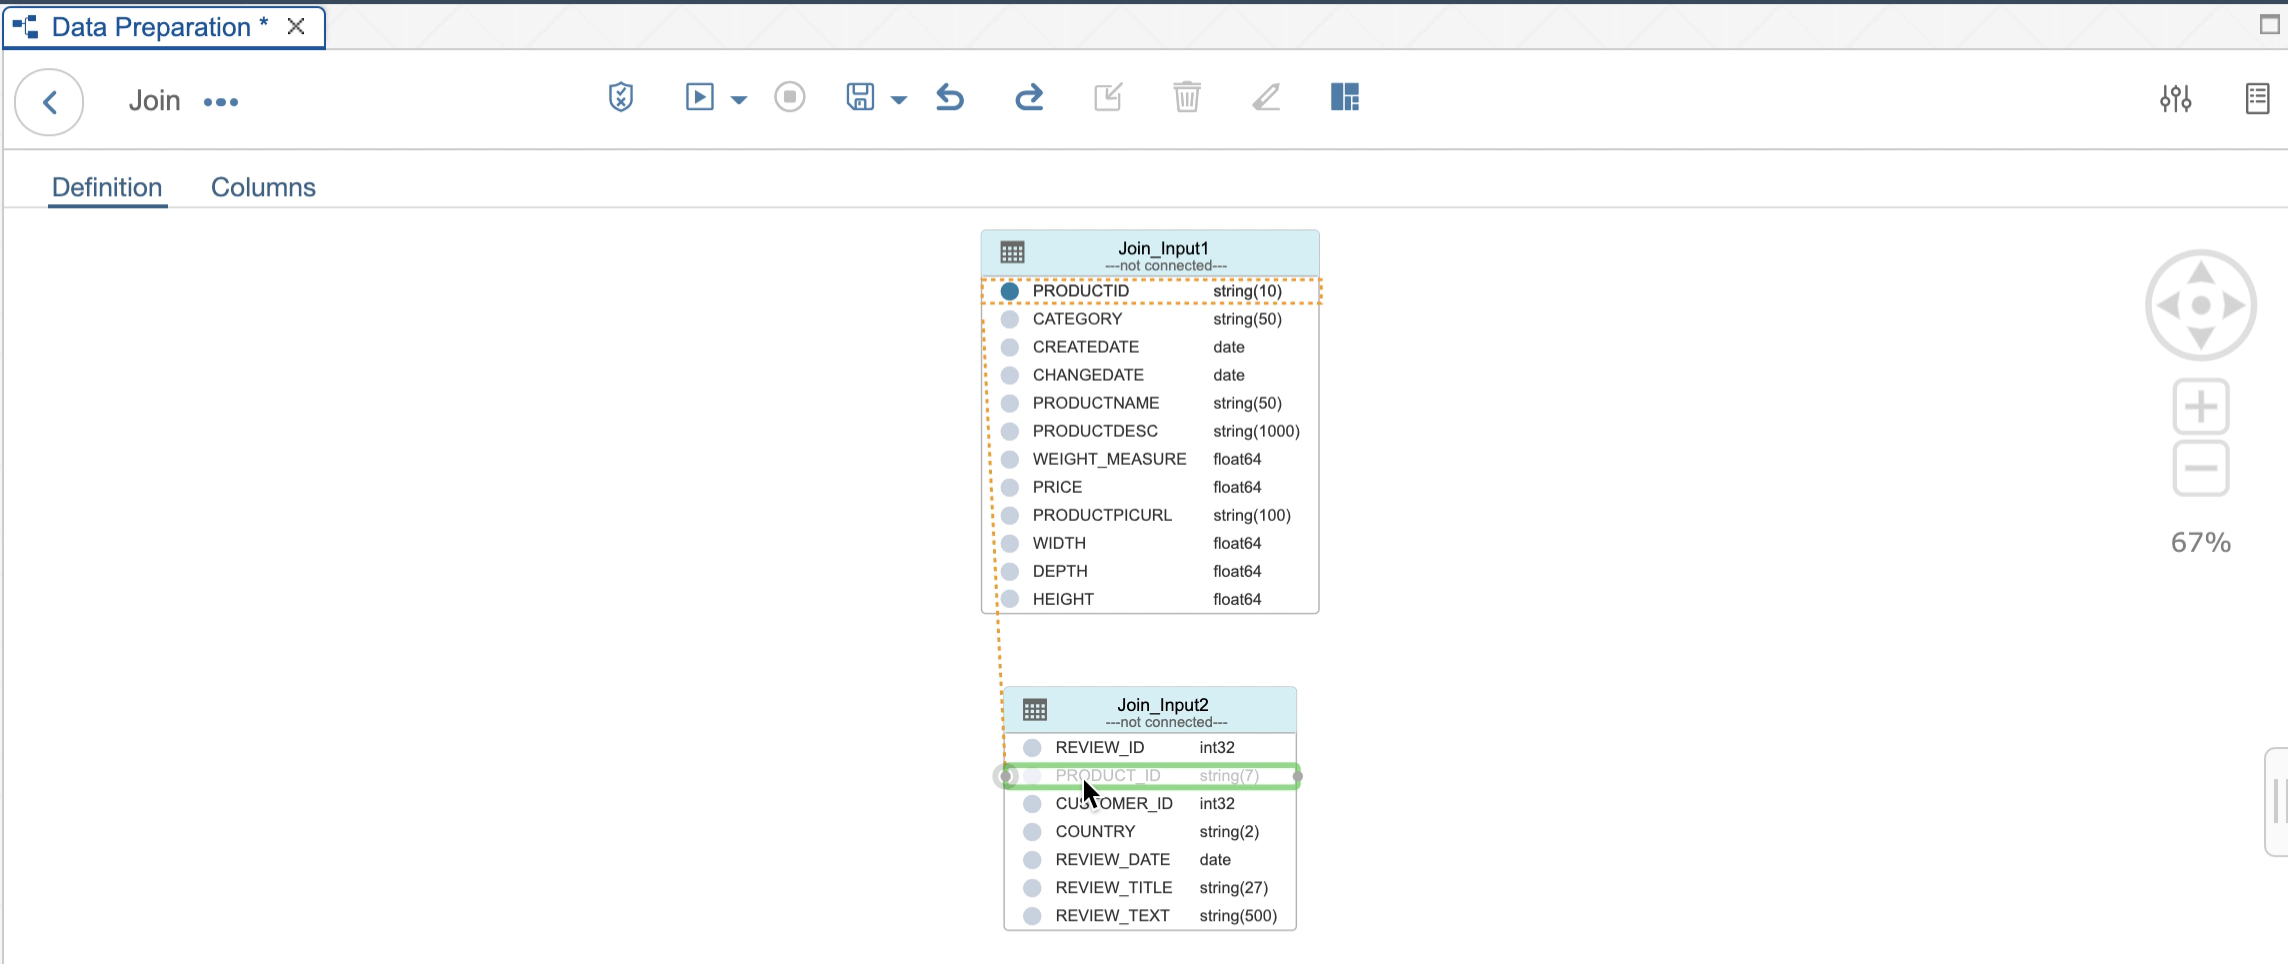 Data Preparation *
Join
Definition Columns
Join_Input1
---not connected---
PRODUCTID string(10)
CATEGORY string(50)
CREATEDATE date
CHANGEDATE date
PRODUCTNAME string(50)
PRODUCTDESC string(1000)
WEIGHT_MEASURE float64
PRICE float64
PRODUCTPICURL string(100)
WIDTH float64
DEPTH float64
HEIGHT float64
67%
Join_Input2
---not connected---
REVIEW_ID int32
PRODUCT_ID string(7)
CUSTOMER_ID int32
COUNTRY string(2)
REVIEW_DATE date
REVIEW_TITLE string(27)
REVIEW_TEXT string(500)